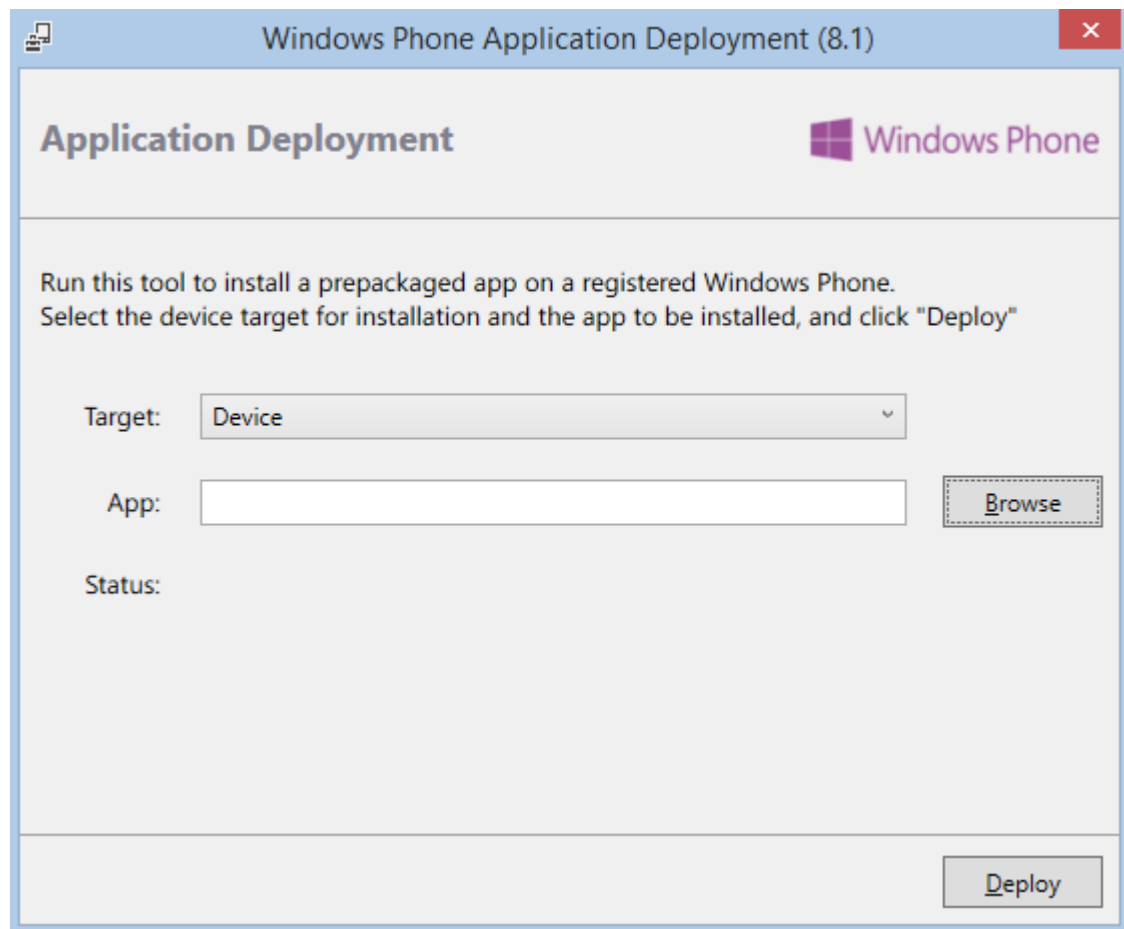 Windows Phone Application Deployment (8.1)
Application Deployment
Windows Phone
Run this tool to install a prepackaged app on a registered Windows Phone.
Select the device target for installation and the app to be installed, and click "Deploy"
Target: Device
App: Browse
Status:
Deploy